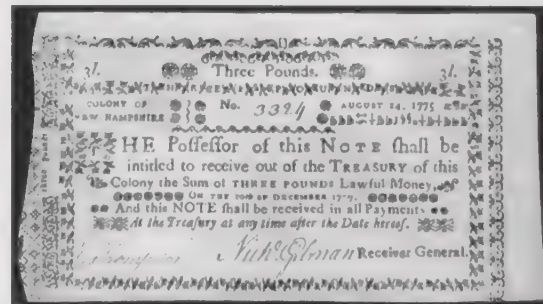 3l. Three Pounds. 3l.
COLONY OF NEW HAMPSHIRE No. 3324 AUGUST 24, 1775
THE Poſſeſſor of this NOTE ſhall be
intitled to receive out of the TREASURY of this
Colony the Sum of THREE POUNDS Lawful Money,
ON THE 20th OF DECEMBER
And this NOTE ſhall be received in all Payments
At the Treaſury at any time after the Date hereof.
Nichs. Gilman Receiver General.